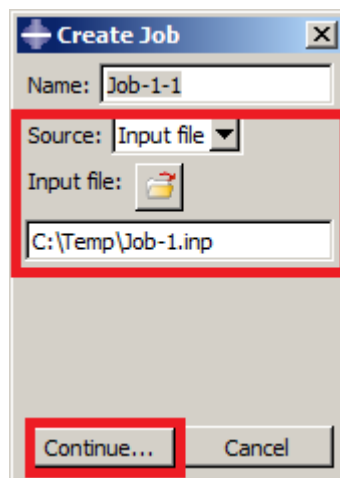 Create Job
Name: Job-1-1
Source: Input file
Input file:
C:\Temp\Job-1.inp
Continue... Cancel